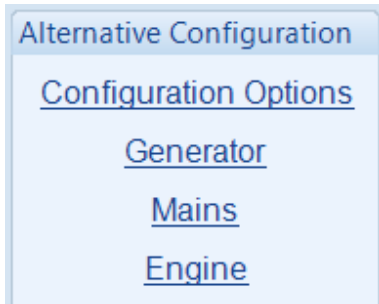 Alternative Configuration
Configuration Options
Generator
Mains
Engine